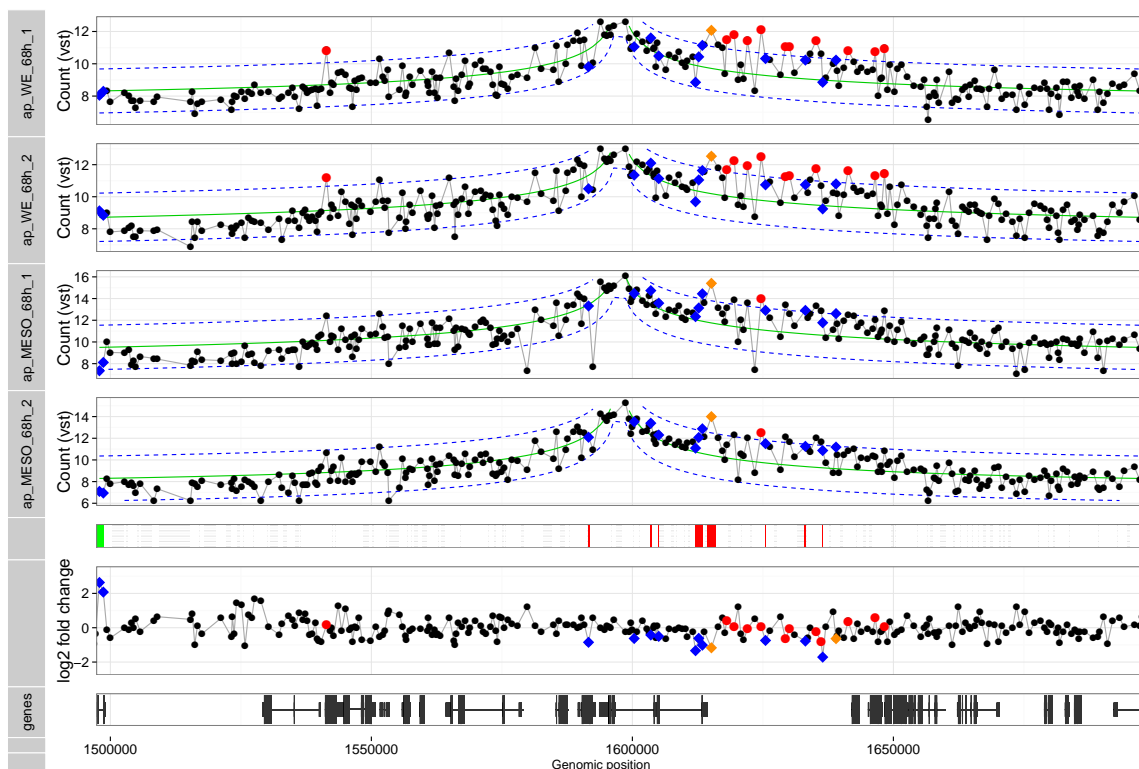 ap_WE_68h_1
Count (vst)
12
10
8
ap_WE_68h_2
Count (vst)
12
10
8
ap_MESO_68h_1
Count (vst)
16
14
12
10
8
ap_MESO_68h_2
Count (vst)
14
12
10
8
6
log2 fold change
2
0
−2
genes
1500000 1550000 1600000 1650000
Genomic position